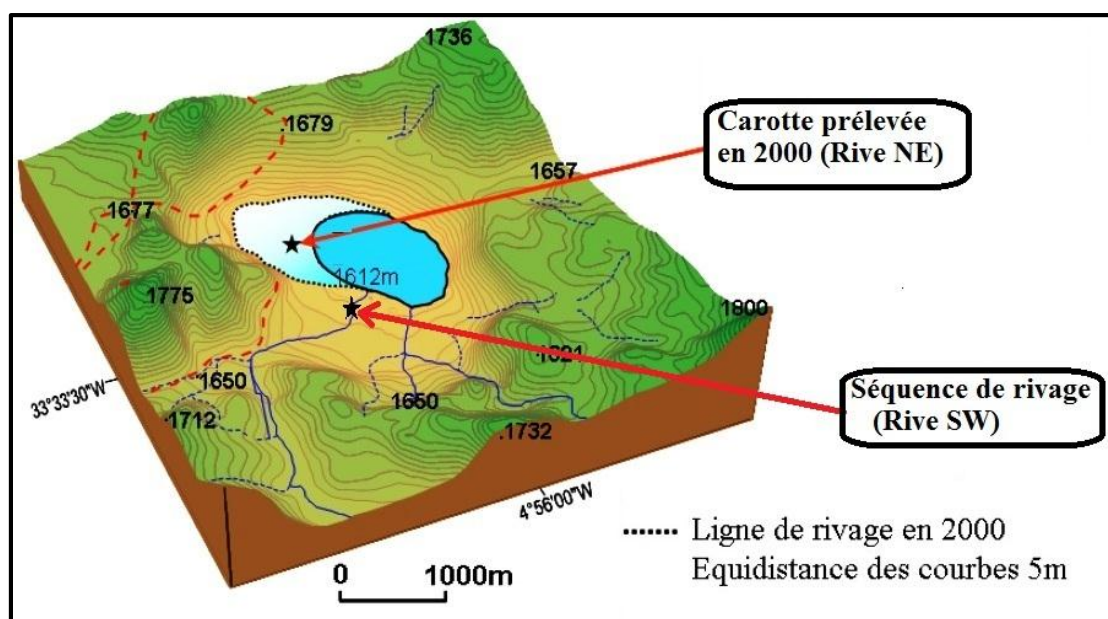 1736
.1679
Carotte prélevée
en 2000 (Rive NE)
1657
1677
1612m
1775
1800
1621
Séquence de rivage
(Rive SW)
33°33'30"W
1650
1650
.1712
.1732
4°56'00"W
Ligne de rivage en 2000
Equidistance des courbes 5m
0 1000m